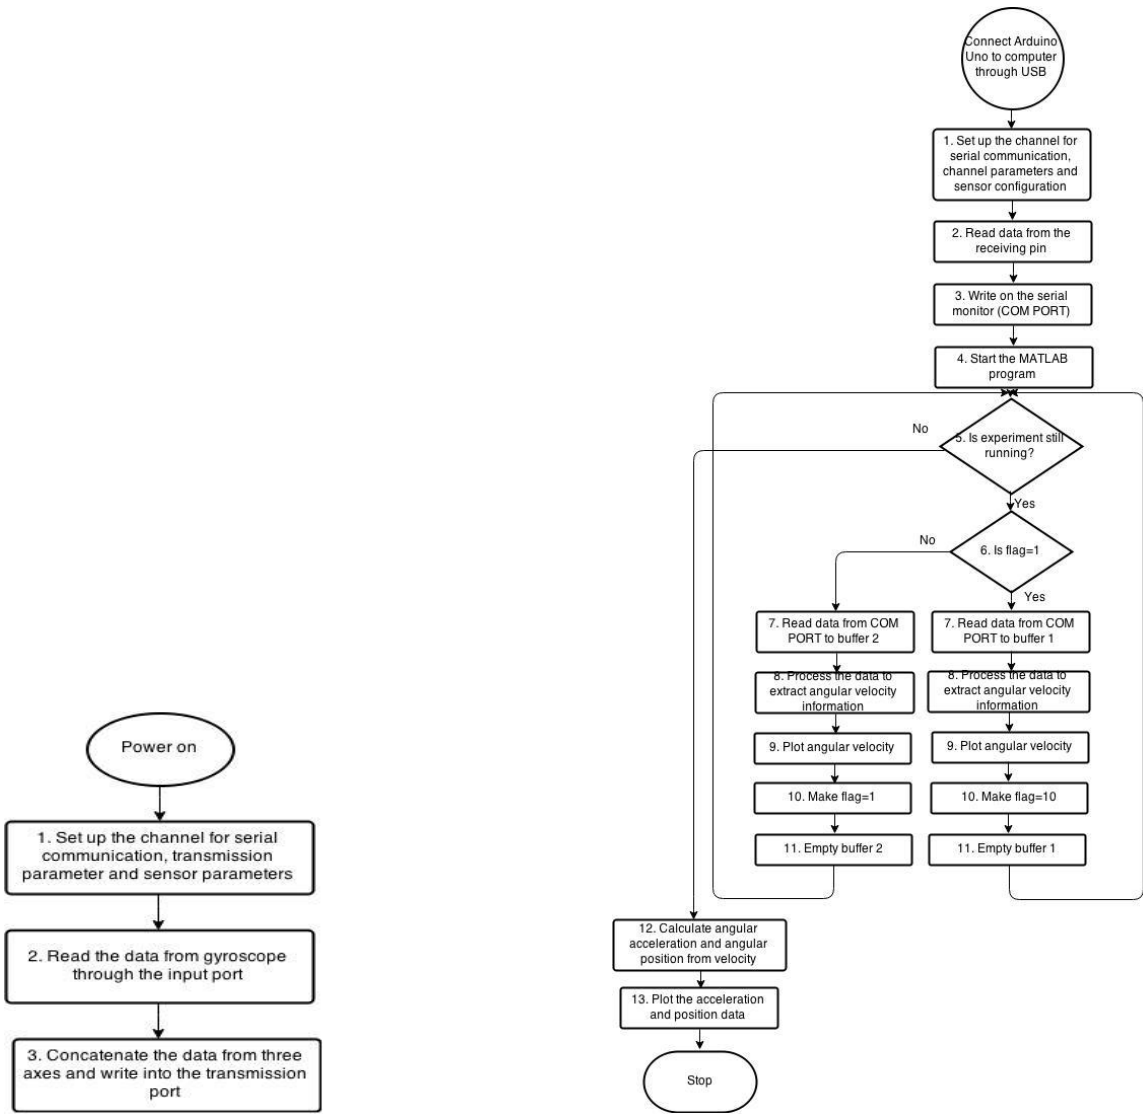 Power on
1. Set up the channel for serial
communication, transmission
parameter and sensor parameters
2. Read the data from gyroscope
through the input port
3. Concatenate the data from three
axes and write into the transmission
port
Connect Arduino
Uno to computer
through USB
1. Set up the channel for
serial communication,
channel parameters and
sensor configuration
2. Read data from the
receiving pin
3. Write on the serial
monitor (COM PORT)
4. Start the MATLAB
program
5. Is experiment still
running?
No
Yes
6. Is flag=1
No
Yes
7. Read data from COM
PORT to buffer 2
8. Process the data to
extract angular velocity
information
9. Plot angular velocity
10. Make flag=1
11. Empty buffer 2
7. Read data from COM
PORT to buffer 1
8. Process the data to
extract angular velocity
information
9. Plot angular velocity
10. Make flag=10
11. Empty buffer 1
12. Calculate angular
acceleration and angular
position from velocity
13. Plot the acceleration
and position data
Stop